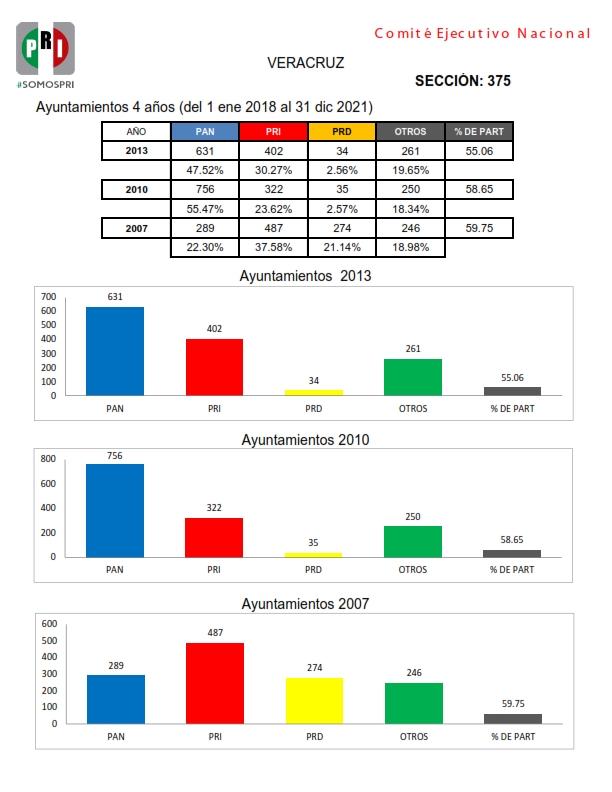 Comité Ejecutivo Nacional
PRI
#SOMOSPRI
VERACRUZ
SECCIÓN: 375
Ayuntamientos 4 años (del 1 ene 2018 al 31 dic 2021)
AÑO PAN PRI PRD OTROS % DE PART
2013 631 402 34 261 55.06
47.52% 30.27% 2.56% 19.65%
2010 756 322 35 250 58.65
55.47% 23.62% 2.57% 18.34%
2007 289 487 274 246 59.75
22.30% 37.58% 21.14% 18.98%
Ayuntamientos 2013
700
600
500
400
300
200
100
0
631 402 34 261 55.06
PAN PRI PRD OTROS % DE PART
Ayuntamientos 2010
800
600
400
200
0
756 322 35 250 58.65
PAN PRI PRD OTROS % DE PART
Ayuntamientos 2007
600
500
400
300
200
100
0
289 487 274 246 59.75
PAN PRI PRD OTROS % DE PART